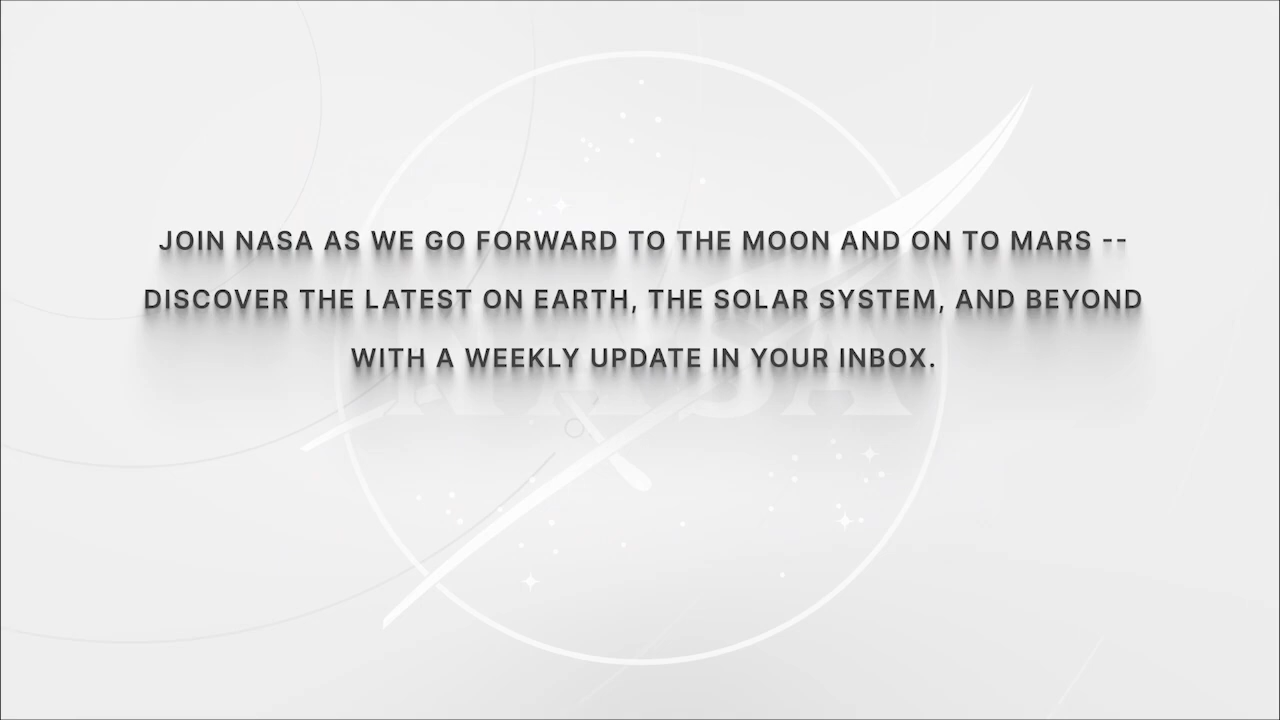 JOIN NASA AS WE GO FORWARD TO THE MOON AND ON TO MARS --
DISCOVER THE LATEST ON EARTH, THE SOLAR SYSTEM, AND BEYOND
WITH A WEEKLY UPDATE IN YOUR INBOX.
NASA